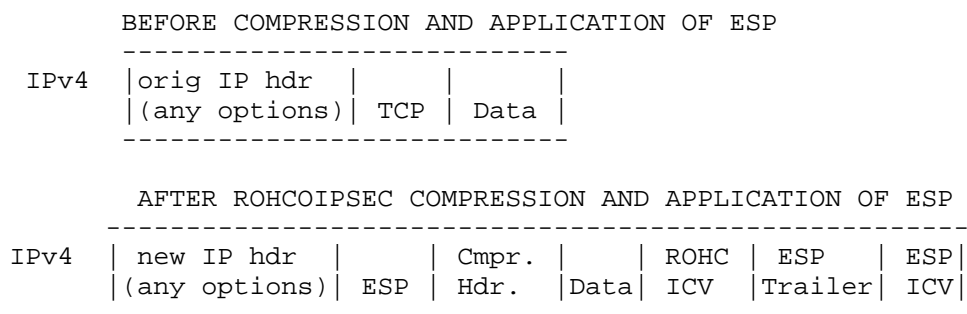 BEFORE COMPRESSION AND APPLICATION OF ESP
----------------------------
IPv4  |orig IP hdr  |     |      |
      |(any options)| TCP | Data |
----------------------------
AFTER ROHCOIPSEC COMPRESSION AND APPLICATION OF ESP
------------------------------------------------------
IPv4  | new IP hdr  |     | Cmpr. |    | ROHC | ESP   | ESP|
      |(any options)| ESP | Hdr.  |Data| ICV  |Trailer| ICV|